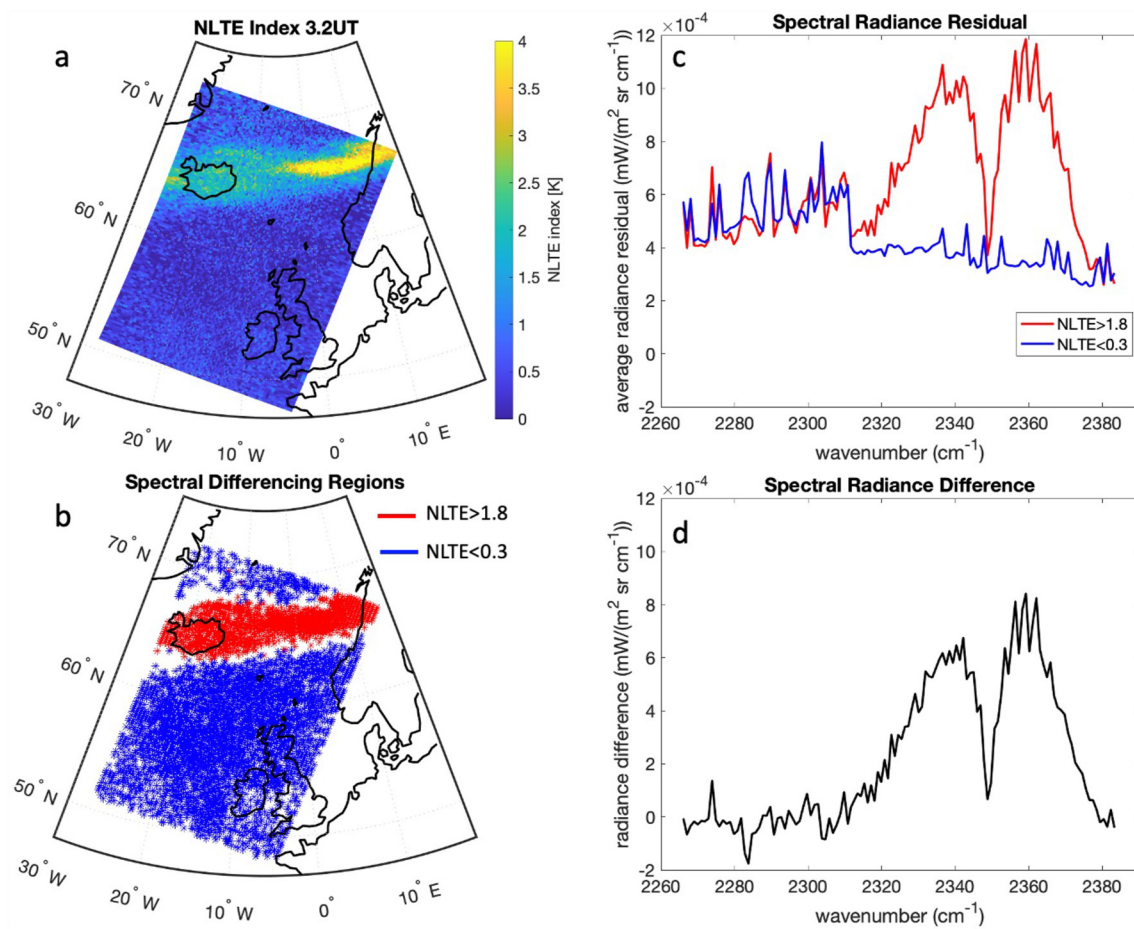 NLTE Index 3.2UT
a
70° N
60° N
50° N
30° W
20° W
10° W
0°
10° E
4
3.5
3
2.5
2
1.5
1
0.5
0
NLTE index [K]
Spectral Radiance Residual
c
×10⁻⁴
12
10
8
6
4
2
0
-2
average radiance residual (mW/(m² sr cm⁻¹))
NLTE>1.8
NLTE<0.3
2260
2280
2300
2320
2340
2360
2380
wavenumber (cm⁻¹)
Spectral Differencing Regions
b
NLTE>1.8
NLTE<0.3
70° N
60° N
50° N
30° W
20° W
10° W
0°
10° E
Spectral Radiance Difference
d
×10⁻⁴
12
10
8
6
4
2
0
-2
radiance difference (mW/(m² sr cm⁻¹))
2260
2280
2300
2320
2340
2360
2380
wavenumber (cm⁻¹)